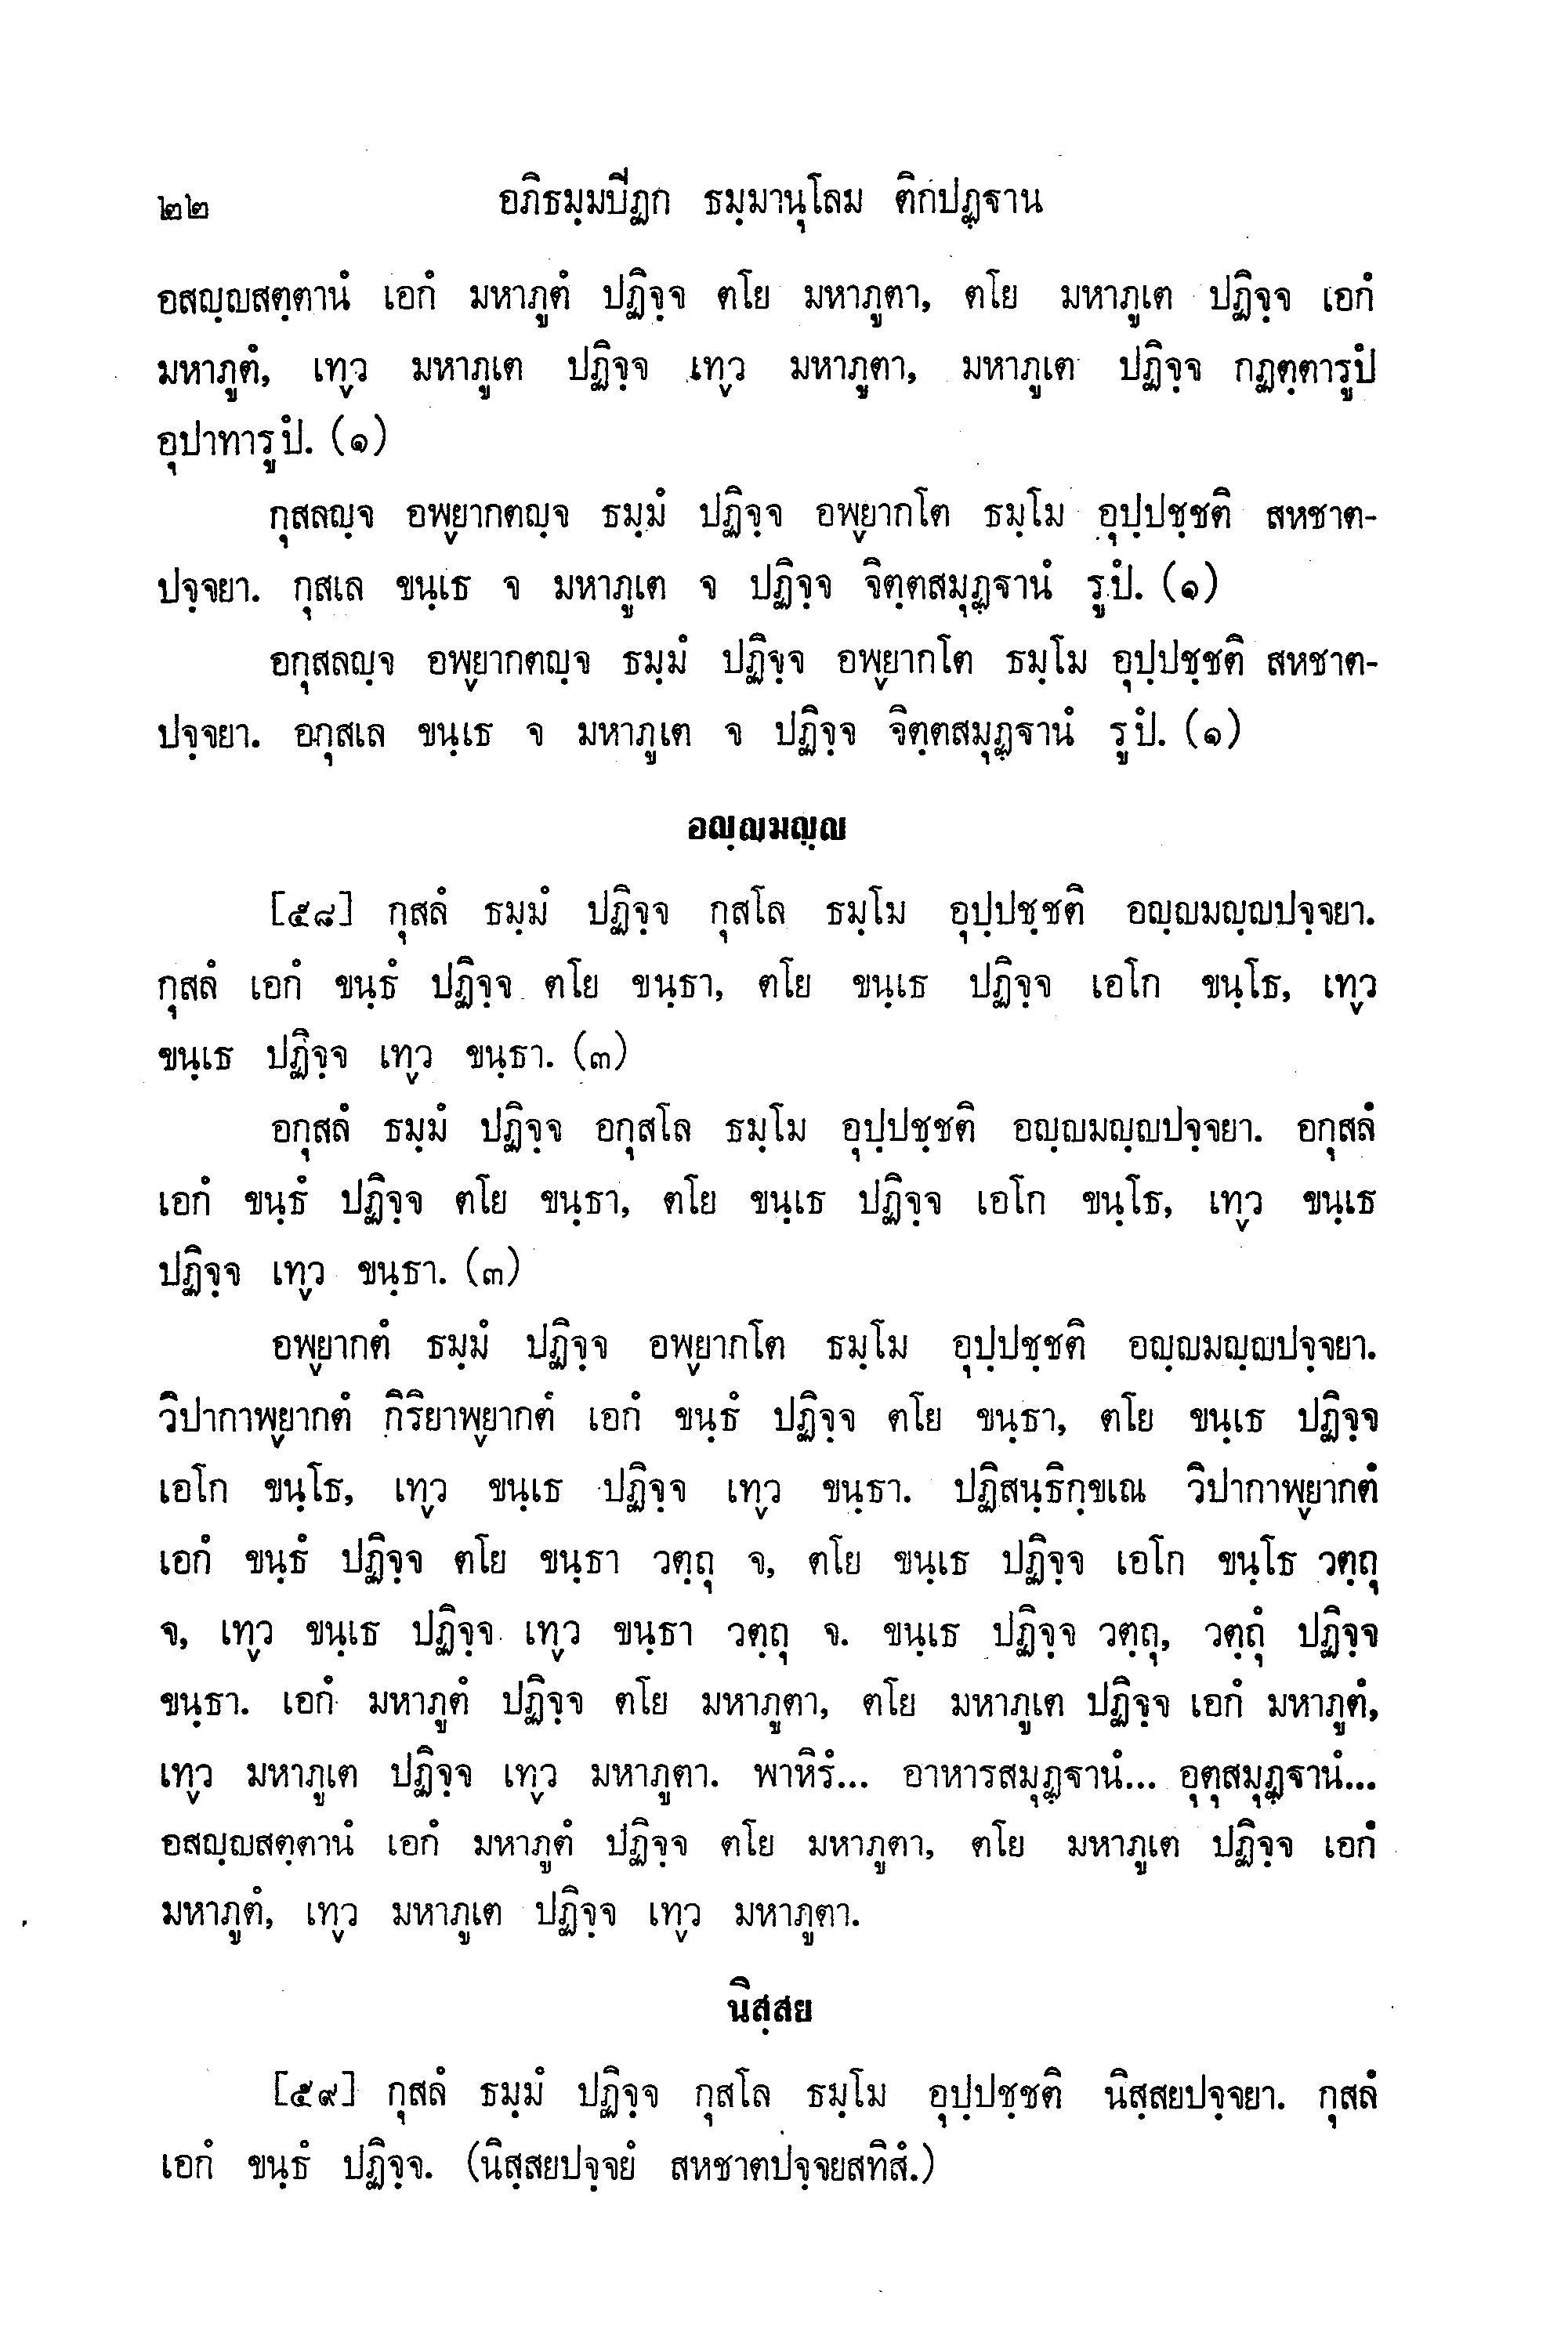 ๒๒ อภิธมฺมปีฏก ธมฺมานุโลม ติกปฏฺฐาน
อสญฺญสตฺตานํ เอกํ มหาภูตํ ปฏิจฺจ ตโย มหาภูตา, ตโย มหาภูเต ปฏิจฺจ เอกํ
มหาภูตํ, เทฺว มหาภูเต ปฏิจฺจ เทฺว มหาภูตา, มหาภูเต ปฏิจฺจ กฏตฺตารูปํ
อุปาทารูปํ. (๑)
กุสลญฺจ อพฺยากตญฺจ ธมฺมํ ปฏิจฺจ อพฺยากโต ธมฺโม อุปฺปชฺชติ สหชาต-
ปจฺจยา. กุสเล ขนฺเธ จ มหาภูเต จ ปฏิจฺจ จิตฺตสมุฏฺฐานํ รูปํ. (๑)
อกุสลญฺจ อพฺยากตญฺจ ธมฺมํ ปฏิจฺจ อพฺยากโต ธมฺโม อุปฺปชฺชติ สหชาต-
ปจฺจยา. อกุสเล ขนฺเธ จ มหาภูเต จ ปฏิจฺจ จิตฺตสมุฏฺฐานํ รูปํ. (๑)
อญฺญมญฺญ
[๕๘] กุสลํ ธมฺมํ ปฏิจฺจ กุสโล ธมฺโม อุปฺปชฺชติ อญฺญมญฺญปจฺจยา.
กุสลํ เอกํ ขนฺธํ ปฏิจฺจ ตโย ขนฺธา, ตโย ขนฺเธ ปฏิจฺจ เอโก ขนฺโธ, เทฺว
ขนฺเธ ปฏิจฺจ เทฺว ขนฺธา. (๓)
อกุสลํ ธมฺมํ ปฏิจฺจ อกุสโล ธมฺโม อุปฺปชฺชติ อญฺญมญฺญปจฺจยา. อกุสลํ
เอกํ ขนฺธํ ปฏิจฺจ ตโย ขนฺธา, ตโย ขนฺเธ ปฏิจฺจ เอโก ขนฺโธ, เทฺว ขนฺเธ
ปฏิจฺจ เทฺว ขนฺธา. (๓)
อพฺยากตํ ธมฺมํ ปฏิจฺจ อพฺยากโต ธมฺโม อุปฺปชฺชติ อญฺญมญฺญปจฺจยา.
วิปากาพฺยากตํ กิริยาพฺยากตํ เอกํ ขนฺธํ ปฏิจฺจ ตโย ขนฺธา, ตโย ขนฺเธ ปฏิจฺจ
เอโก ขนฺโธ, เทฺว ขนฺเธ ปฏิจฺจ เทฺว ขนฺธา. ปฏิสนฺธิกฺขเณ วิปากาพฺยากตํ
เอกํ ขนฺธํ ปฏิจฺจ ตโย ขนฺธา วตฺถุ จ, ตโย ขนฺเธ ปฏิจฺจ เอโก ขนฺโธ วตฺถุ
จ, เทฺว ขนฺเธ ปฏิจฺจ เทฺว ขนฺธา วตฺถุ จ. ขนฺเธ ปฏิจฺจ วตฺถุ, วตฺถุํ ปฏิจฺจ
ขนฺธา. เอกํ มหาภูตํ ปฏิจฺจ ตโย มหาภูตา, ตโย มหาภูเต ปฏิจฺจ เอกํ มหาภูตํ,
เทฺว มหาภูเต ปฏิจฺจ เทฺว มหาภูตา. พาหิรํ... อาหารสมุฏฺฐานํ... อุตุสมุฏฺฐานํ...
อสญฺญสตฺตานํ เอกํ มหาภูตํ ปฏิจฺจ ตโย มหาภูตา, ตโย มหาภูเต ปฏิจฺจ เอกํ
มหาภูตํ, เทฺว มหาภูเต ปฏิจฺจ เทฺว มหาภูตา.
นิสฺสย
[๕๙] กุสลํ ธมฺมํ ปฏิจฺจ กุสโล ธมฺโม อุปฺปชฺชติ นิสฺสยปจฺจยา. กุสลํ
เอกํ ขนฺธํ ปฏิจฺจ. (นิสฺสยปจฺจยํ สหชาตปจฺจยสทิสํ.)